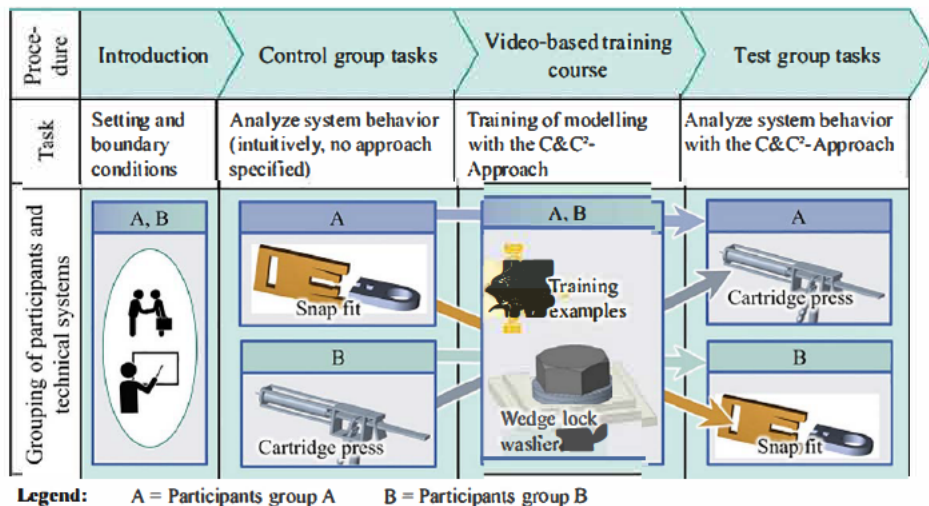 Proce-
dure
Introduction
Control group tasks
Video-based training
course
Test group tasks
Task
Setting and
boundary
conditions
Analyze system behavior
(intuitively, no approach
specified)
Training of modelling
with the C&C²-
Approach
Analyze system behavior
with the C&C²-Approach
Grouping of participants and
technical systems
A, B
A
Snap fit
B
Cartridge press
A, B
Training
examples
Wedge lock
washer
A
Cartridge press
B
Snap fit
Legend: A = Participants group A B = Participants group B